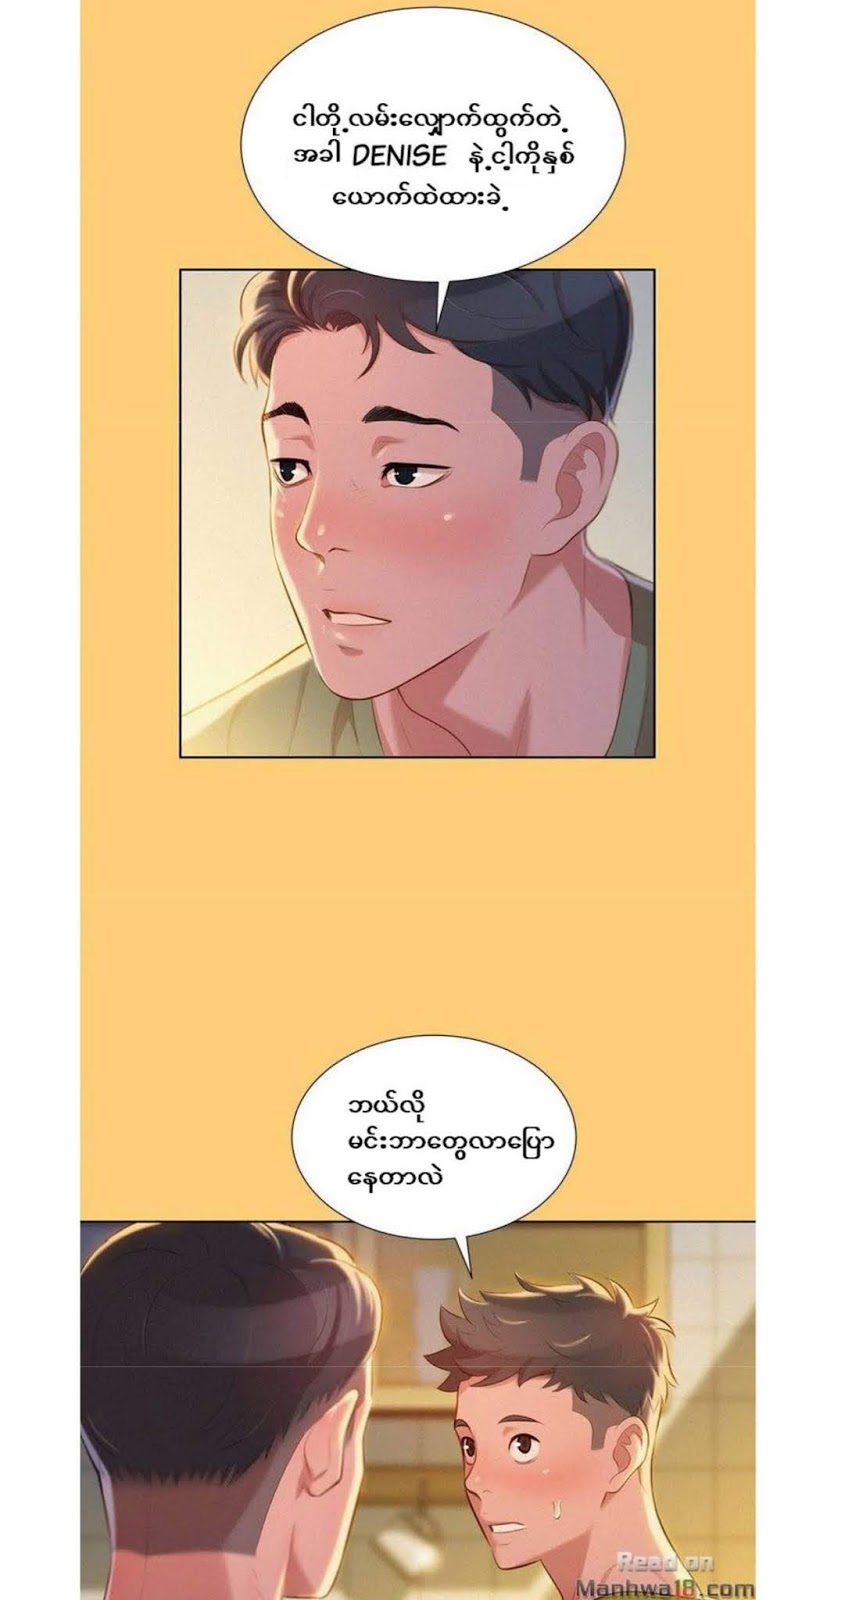 ငါတို့လမ်းလျှောက်ထွက်တဲ့
အခါ DENISE နဲ့ငါ့ကိုနှစ်
ယောက်ထဲထားခဲ့
ဘယ်လို
မင်းဘာတွေလာပြော
နေတာလဲ
Read on
Manhwa18.com